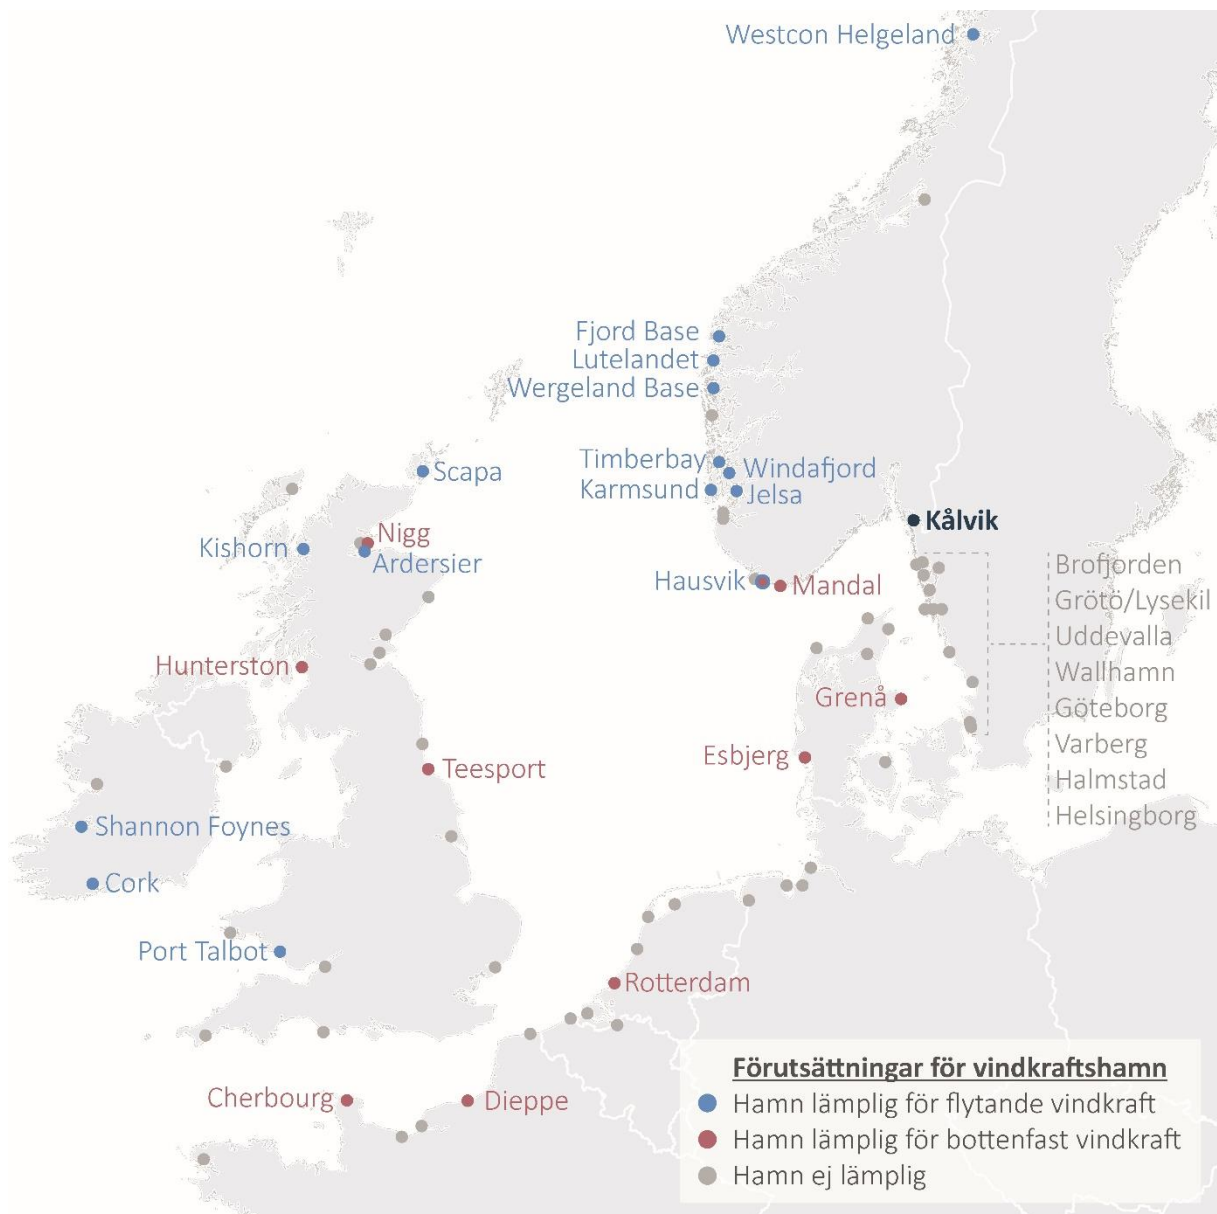 Westcon Helgeland
Fjord Base
Lutelandet
Wergeland Base
Timberbay
Windafjord
Karmsund
Jelsa
Scapa
Kålvik
Nigg
Kishorn
Ardersier
Hausvik
Mandal
Brofjorden
Grötö/Lysekil
Uddevalla
Wallhamn
Göteborg
Varberg
Halmstad
Helsingborg
Hunterston
Grenå
Esbjerg
Teesport
Shannon Foynes
Cork
Port Talbot
Rotterdam
Cherbourg
Dieppe
Förutsättningar för vindkraftshamn
Hamn lämplig för flytande vindkraft
Hamn lämplig för bottenfast vindkraft
Hamn ej lämplig